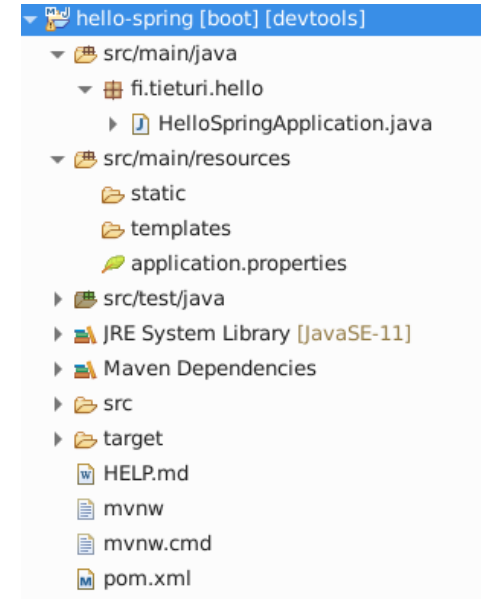 hello-spring [boot] [devtools]
src/main/java
fi.tieturi.hello
HelloSpringApplication.java
src/main/resources
static
templates
application.properties
src/test/java
JRE System Library [JavaSE-11]
Maven Dependencies
src
target
HELP.md
mvnw
mvnw.cmd
pom.xml